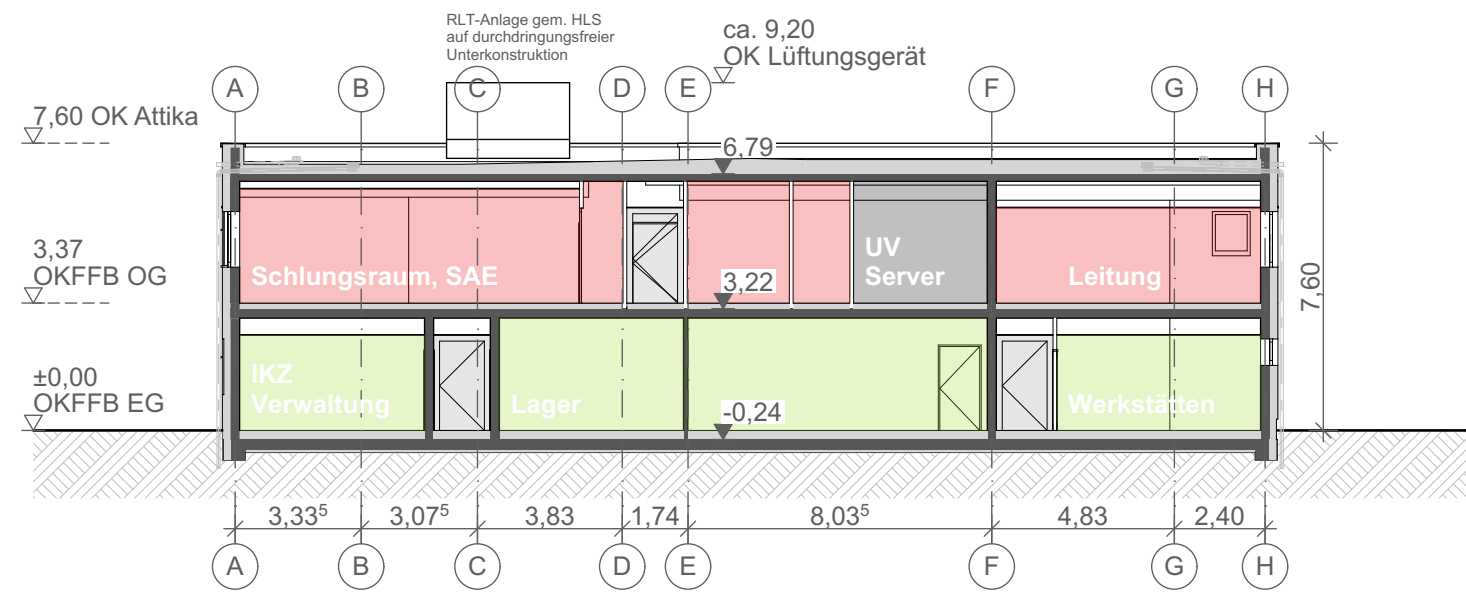 RLT-Anlage gem. HLS
auf durchdringungsfreier
Unterkonstruktion
ca. 9,20
OK Lüftungsgerät
A
B
C
D
E
F
G
H
7,60 OK Attika
6,79
3,37
OKFFB OG
Schlungsraum, SAE
UV
Server
Leitung
3,22
7,60
±0,00
OKFFB EG
IKZ
Verwaltung
Lager
Werkstätten
-0,24
3,33⁵
3,07⁵
3,83
1,74
8,03⁵
4,83
2,40
A
B
C
D
E
F
G
H